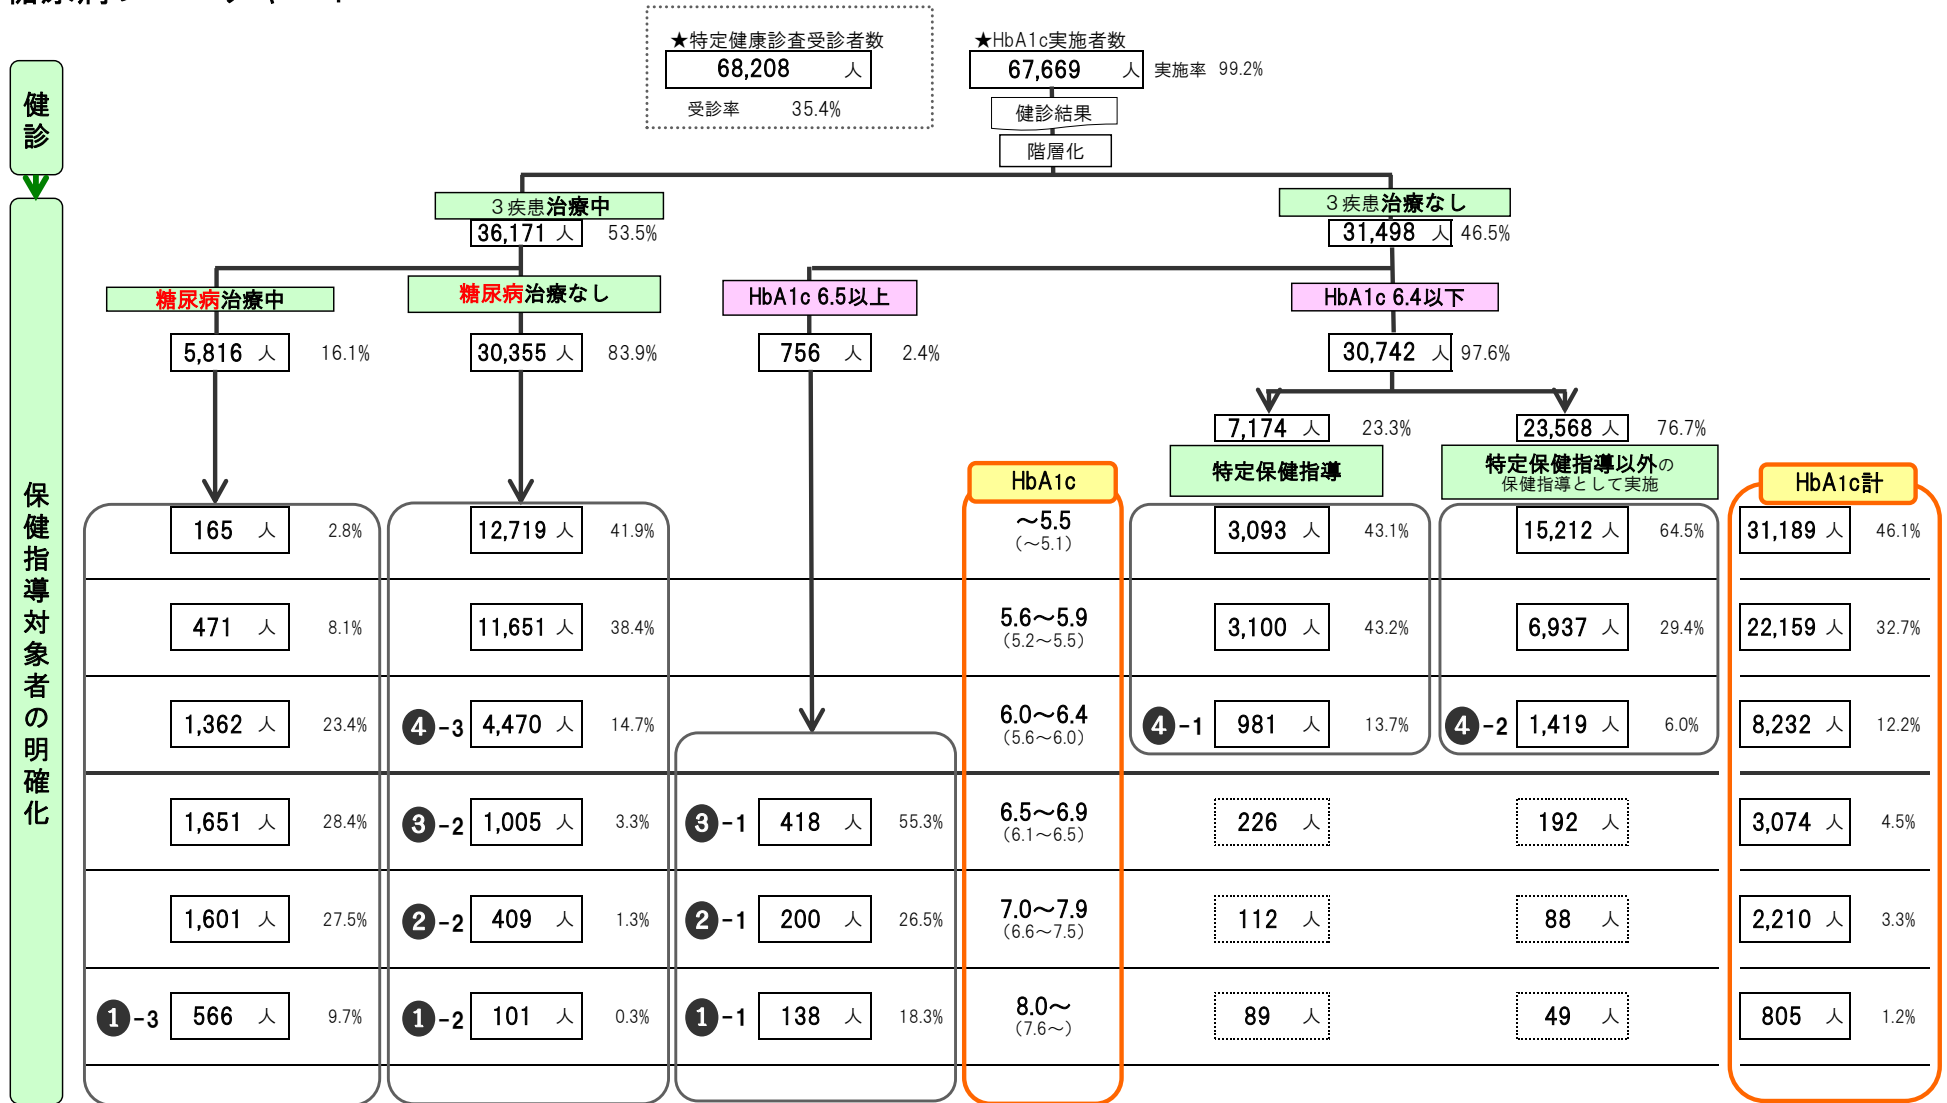 ★特定健康診査受診者数
68,208 人
受診率 35.4%
★HbA1c実施者数
67,669 人 実施率 99.2%
健診結果
階層化
健診
保健指導対象者の明確化
３疾患治療中
36,171 人 53.5%
３疾患治療なし
31,498 人 46.5%
糖尿病治療中
5,816 人 16.1%
糖尿病治療なし
30,355 人 83.9%
HbA1c 6.5以上
756 人 2.4%
HbA1c 6.4以下
30,742 人 97.6%
7,174 人 23.3%
特定保健指導
23,568 人 76.7%
特定保健指導以外の
保健指導として実施
HbA1c
HbA1c計
165 人 2.8% 12,719 人 41.9% ～5.5 3,093 人 43.1% 15,212 人 64.5% 31,189 人 46.1%
（～5.1）
471 人 8.1% 11,651 人 38.4% 5.6～5.9 3,100 人 43.2% 6,937 人 29.4% 22,159 人 32.7%
（5.2～5.5）
1,362 人 23.4% ❹-3 4,470 人 14.7% 6.0～6.4 ❹-1 981 人 13.7% ❹-2 1,419 人 6.0% 8,232 人 12.2%
（5.6～6.0）
1,651 人 28.4% ❸-2 1,005 人 3.3% ❸-1 418 人 55.3% 6.5～6.9 226 人 192 人 3,074 人 4.5%
（6.1～6.5）
1,601 人 27.5% ❷-2 409 人 1.3% ❷-1 200 人 26.5% 7.0～7.9 112 人 88 人 2,210 人 3.3%
（6.6～7.5）
❶-3 566 人 9.7% ❶-2 101 人 0.3% ❶-1 138 人 18.3% 8.0～ 89 人 49 人 805 人 1.2%
（7.6～）